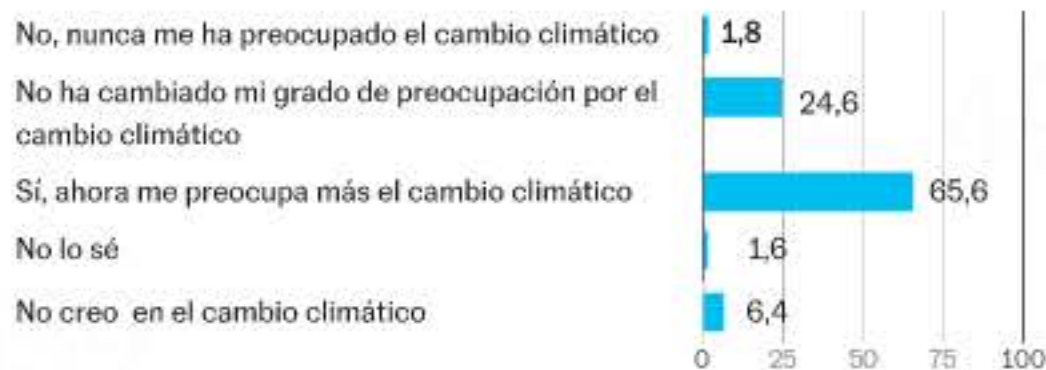 No, nunca me ha preocupado el cambio climático 1,8
No ha cambiado mi grado de preocupación por el
cambio climático 24,6
Sí, ahora me preocupa más el cambio climático 65,6
No lo sé 1,6
No creo en el cambio climático 6,4
0 25 50 75 100